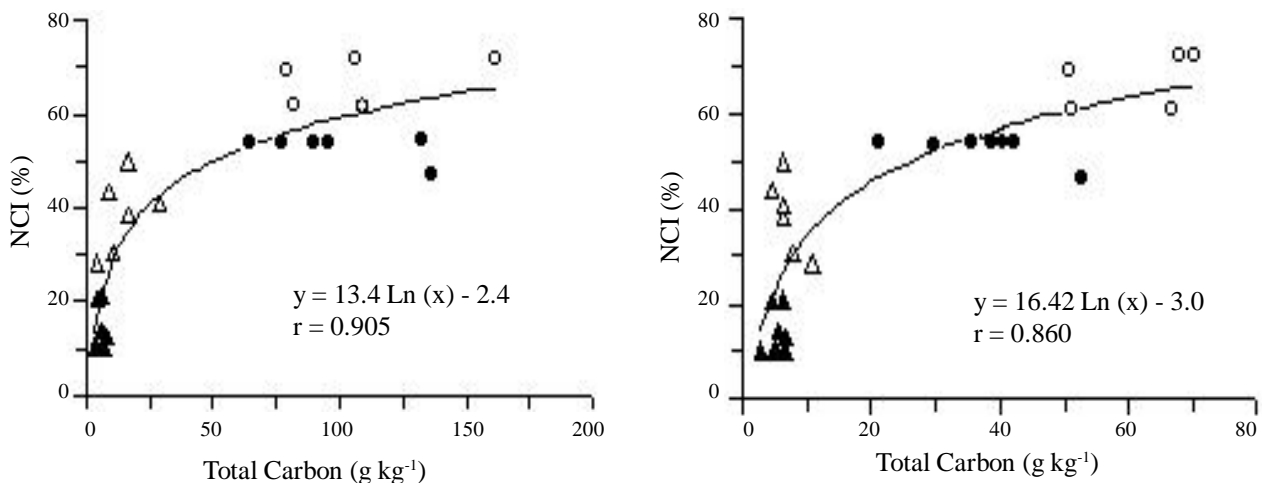 80
60
40
20
0
NCI (%)
y = 13.4 Ln (x) - 2.4
r = 0.905
0 50 100 150 200
Total Carbon (g kg⁻¹)
80
60
40
20
0
NCI (%)
y = 16.42 Ln (x) - 3.0
r = 0.860
0 20 40 60 80
Total Carbon (g kg⁻¹)